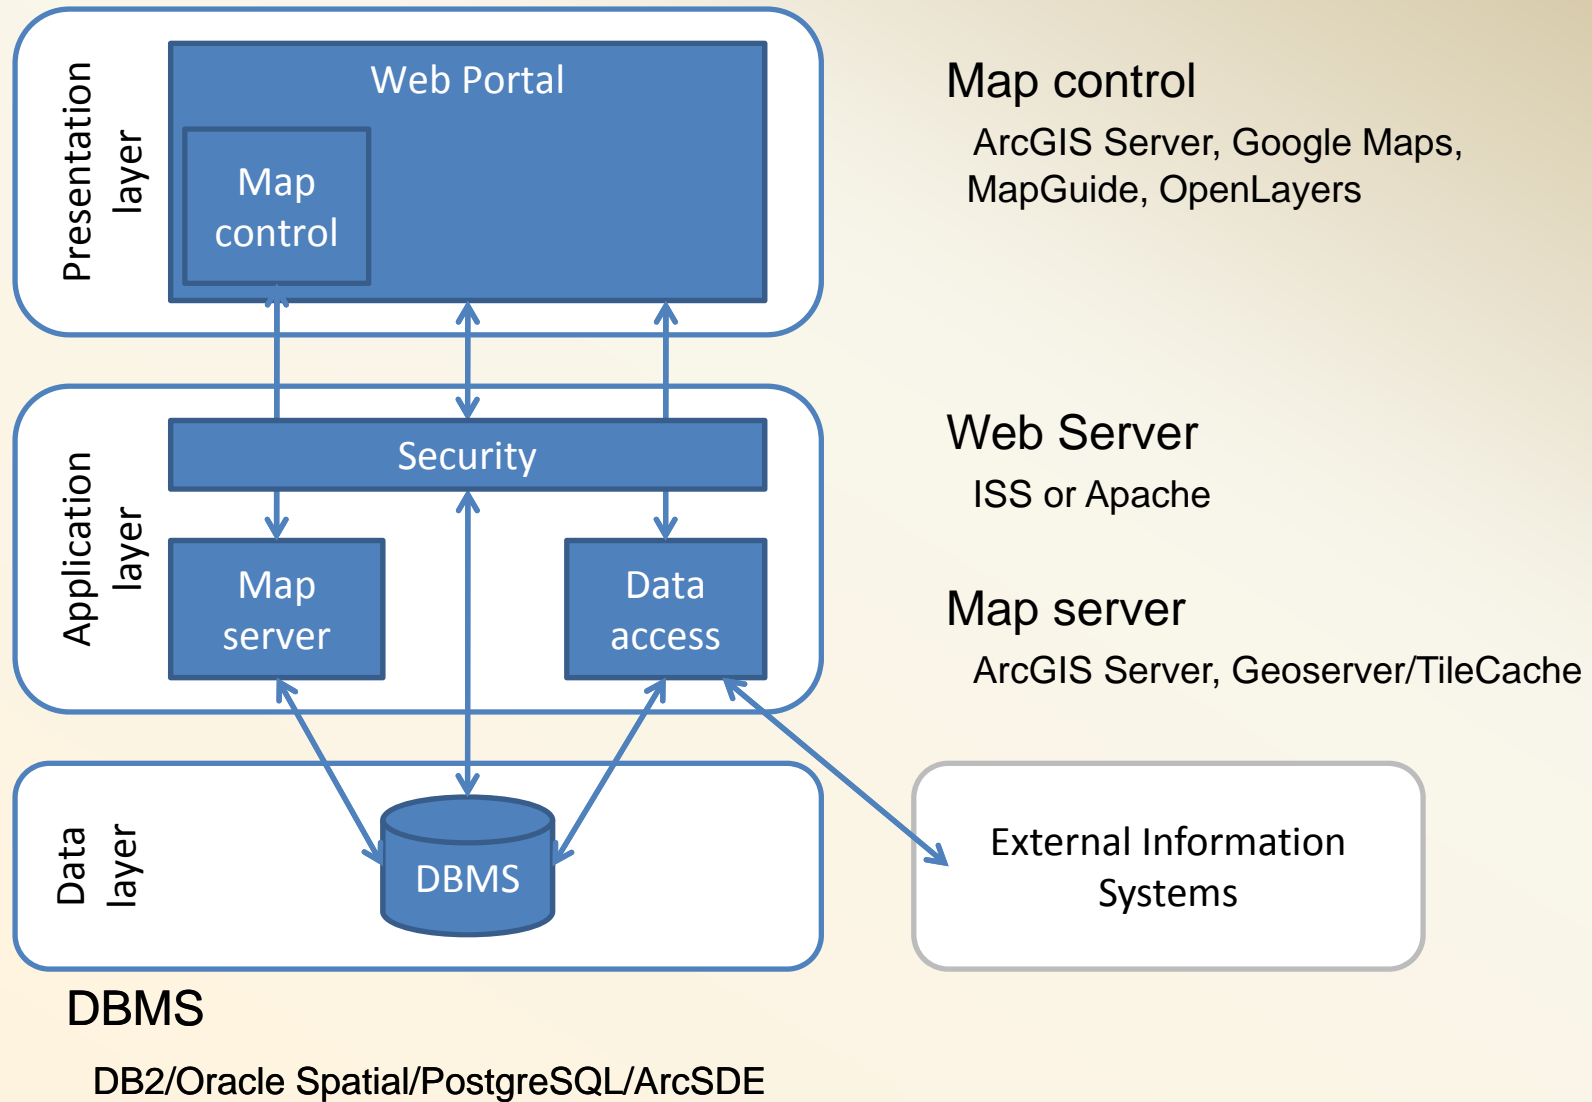 Presentation
layer
Web Portal
Map
control
Map control
ArcGIS Server, Google Maps,
MapGuide, OpenLayers
Application
layer
Security
Map
server
Data
access
Web Server
ISS or Apache
Map server
ArcGIS Server, Geoserver/TileCache
Data
layer
DBMS
External Information
Systems
DBMS
DB2/Oracle Spatial/PostgreSQL/ArcSDE